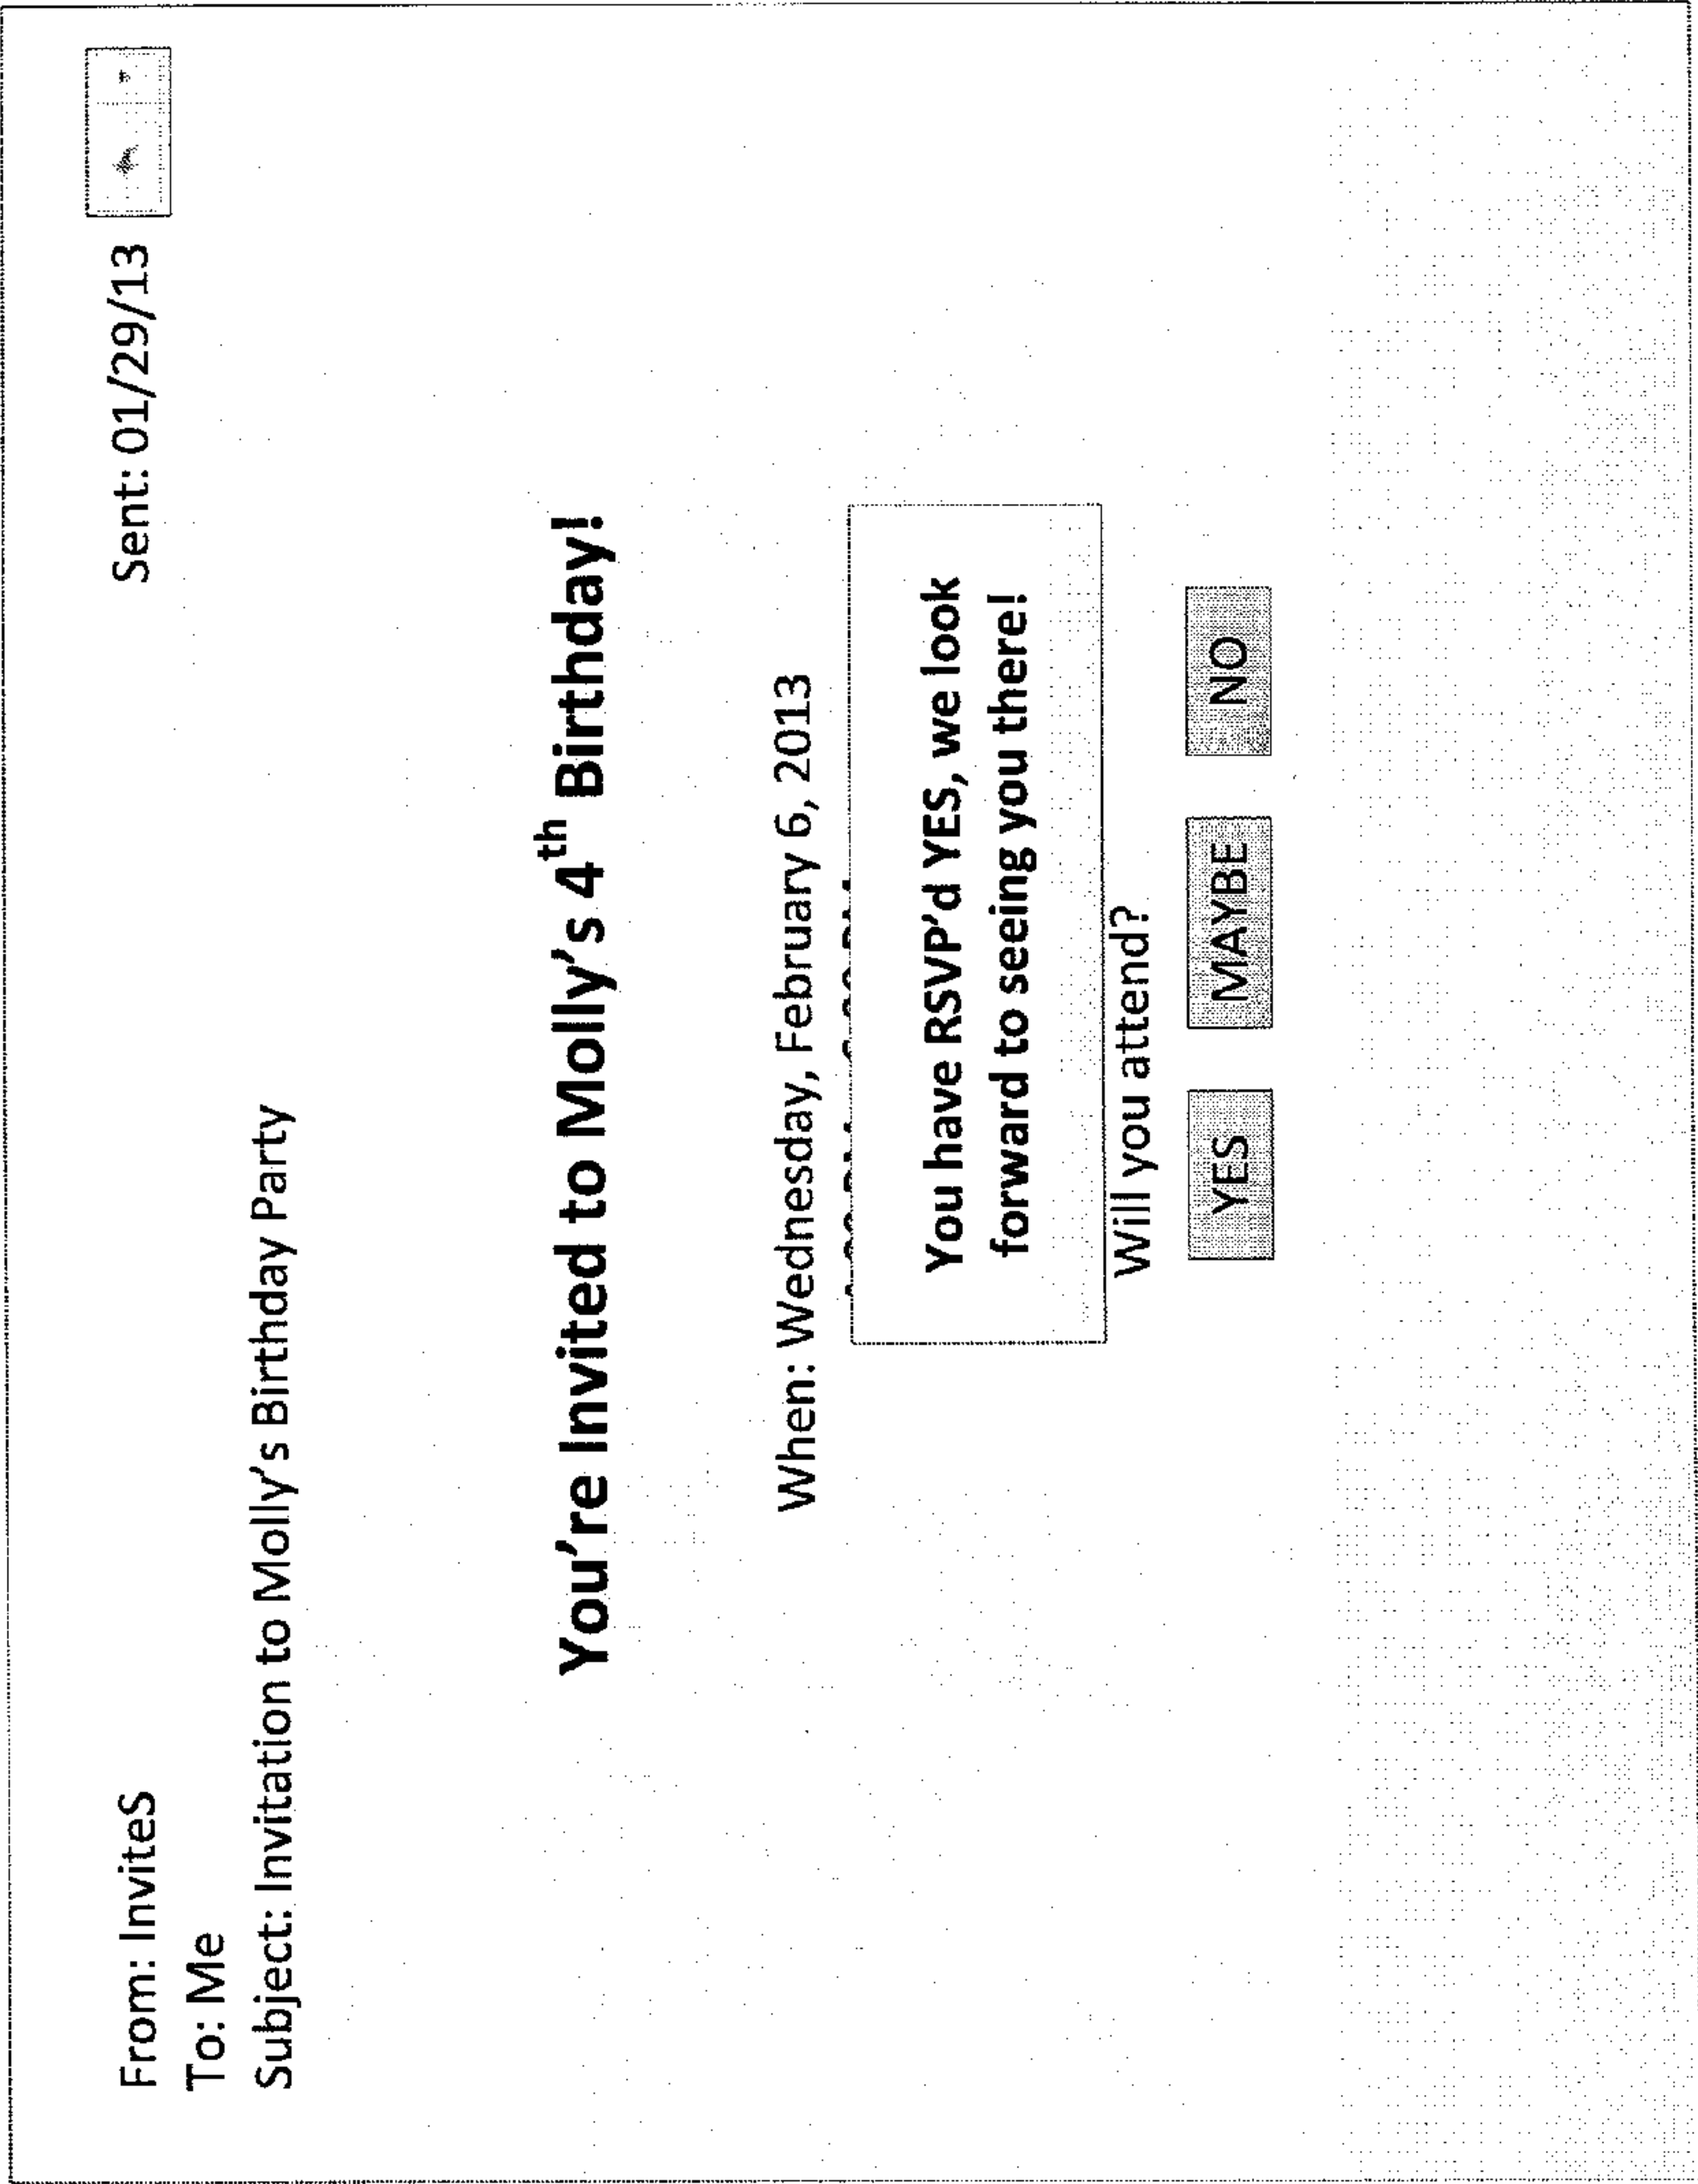 From: InviteS
Sent: 01/29/13
To: Me
Subject: Invitation to Molly's Birthday Party
You're Invited to Molly's 4th Birthday!
When: Wednesday, February 6, 2013
You have RSVP'd YES, we look
forward to seeing you there!
Will you attend?
YES MAYBE NO